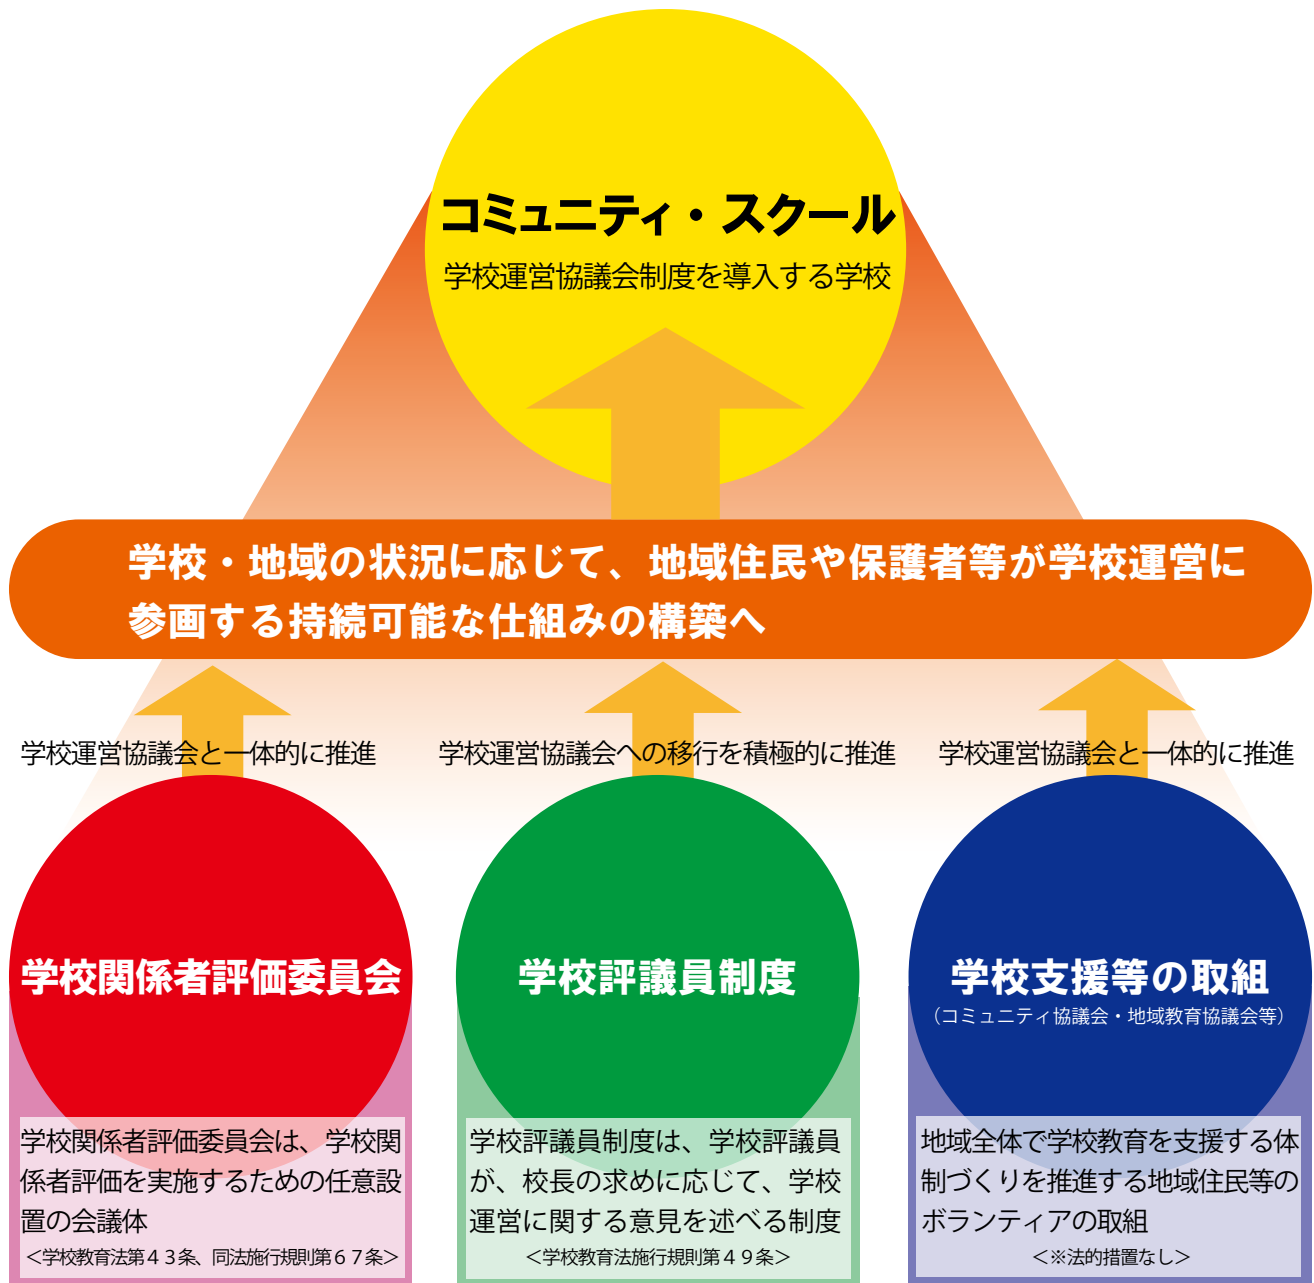 コミュニティ・スクール
学校運営協議会制度を導入する学校
学校・地域の状況に応じて、地域住民や保護者等が学校運営に
参画する持続可能な仕組みの構築へ
学校運営協議会と一体的に推進
学校運営協議会への移行を積極的に推進
学校運営協議会と一体的に推進
学校関係者評価委員会
学校関係者評価委員会は、学校関
係者評価を実施するための任意設
置の会議体
＜学校教育法第４３条、同法施行規則第６７条＞
学校評議員制度
学校評議員制度は、学校評議員
が、校長の求めに応じて、学校
運営に関する意見を述べる制度
＜学校教育法施行規則第４９条＞
学校支援等の取組
（コミュニティ協議会・地域教育協議会等）
地域全体で学校教育を支援する体
制づくりを推進する地域住民等の
ボランティアの取組
＜※法的措置なし＞